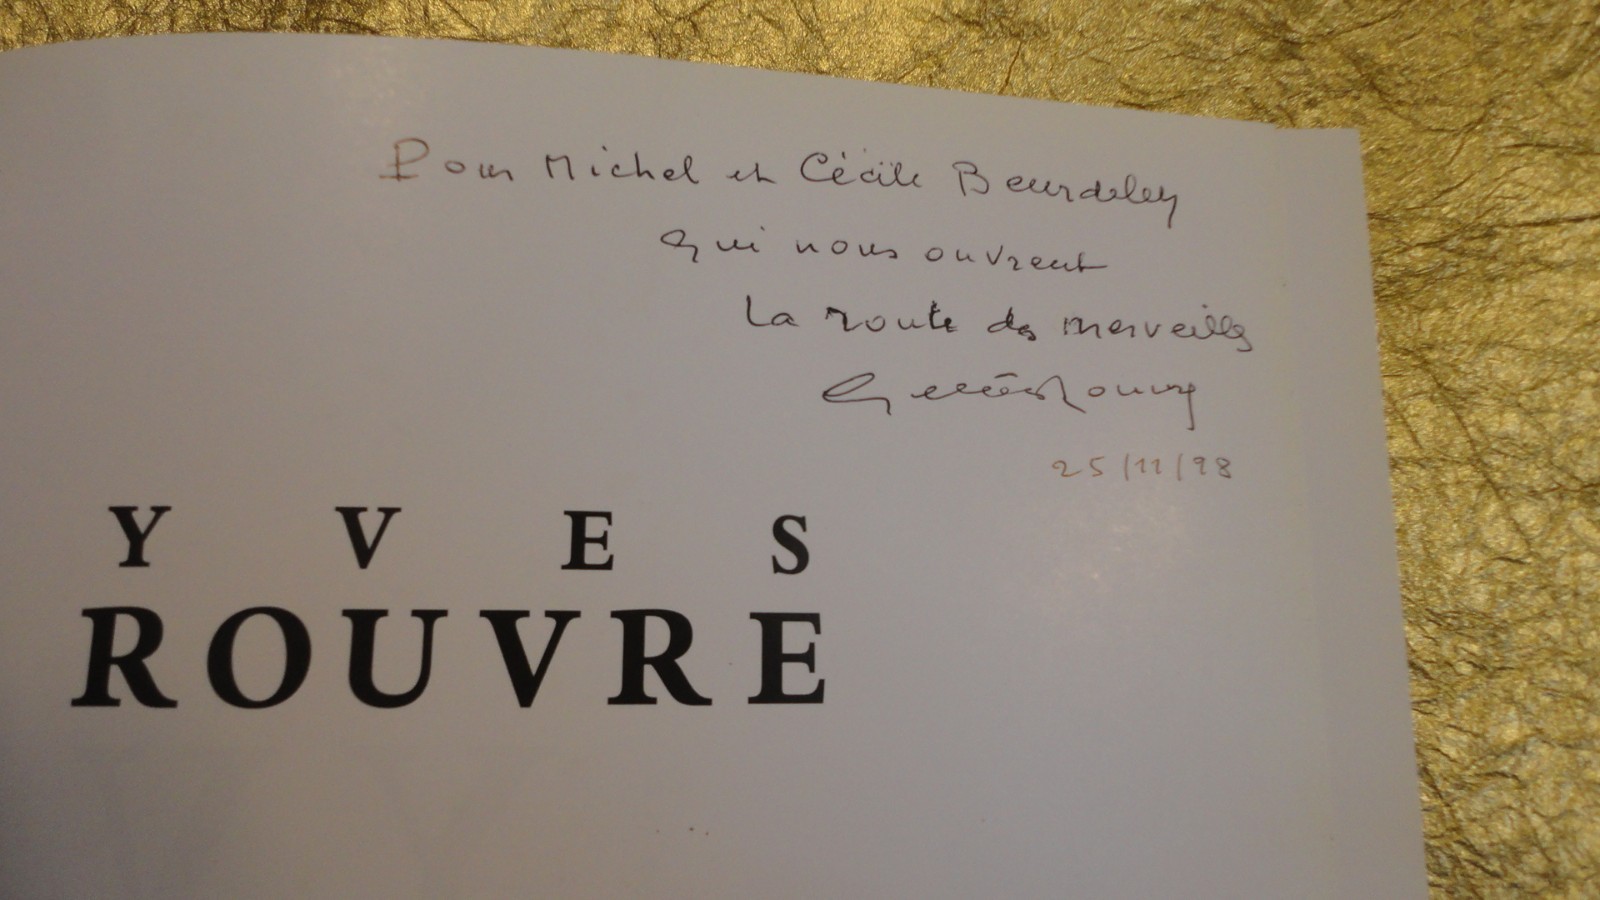 Pour Michel et Cécile Beurdeley
qui nous ouvrent
La route des merveilles
25/11/98
YVES
ROUVRE